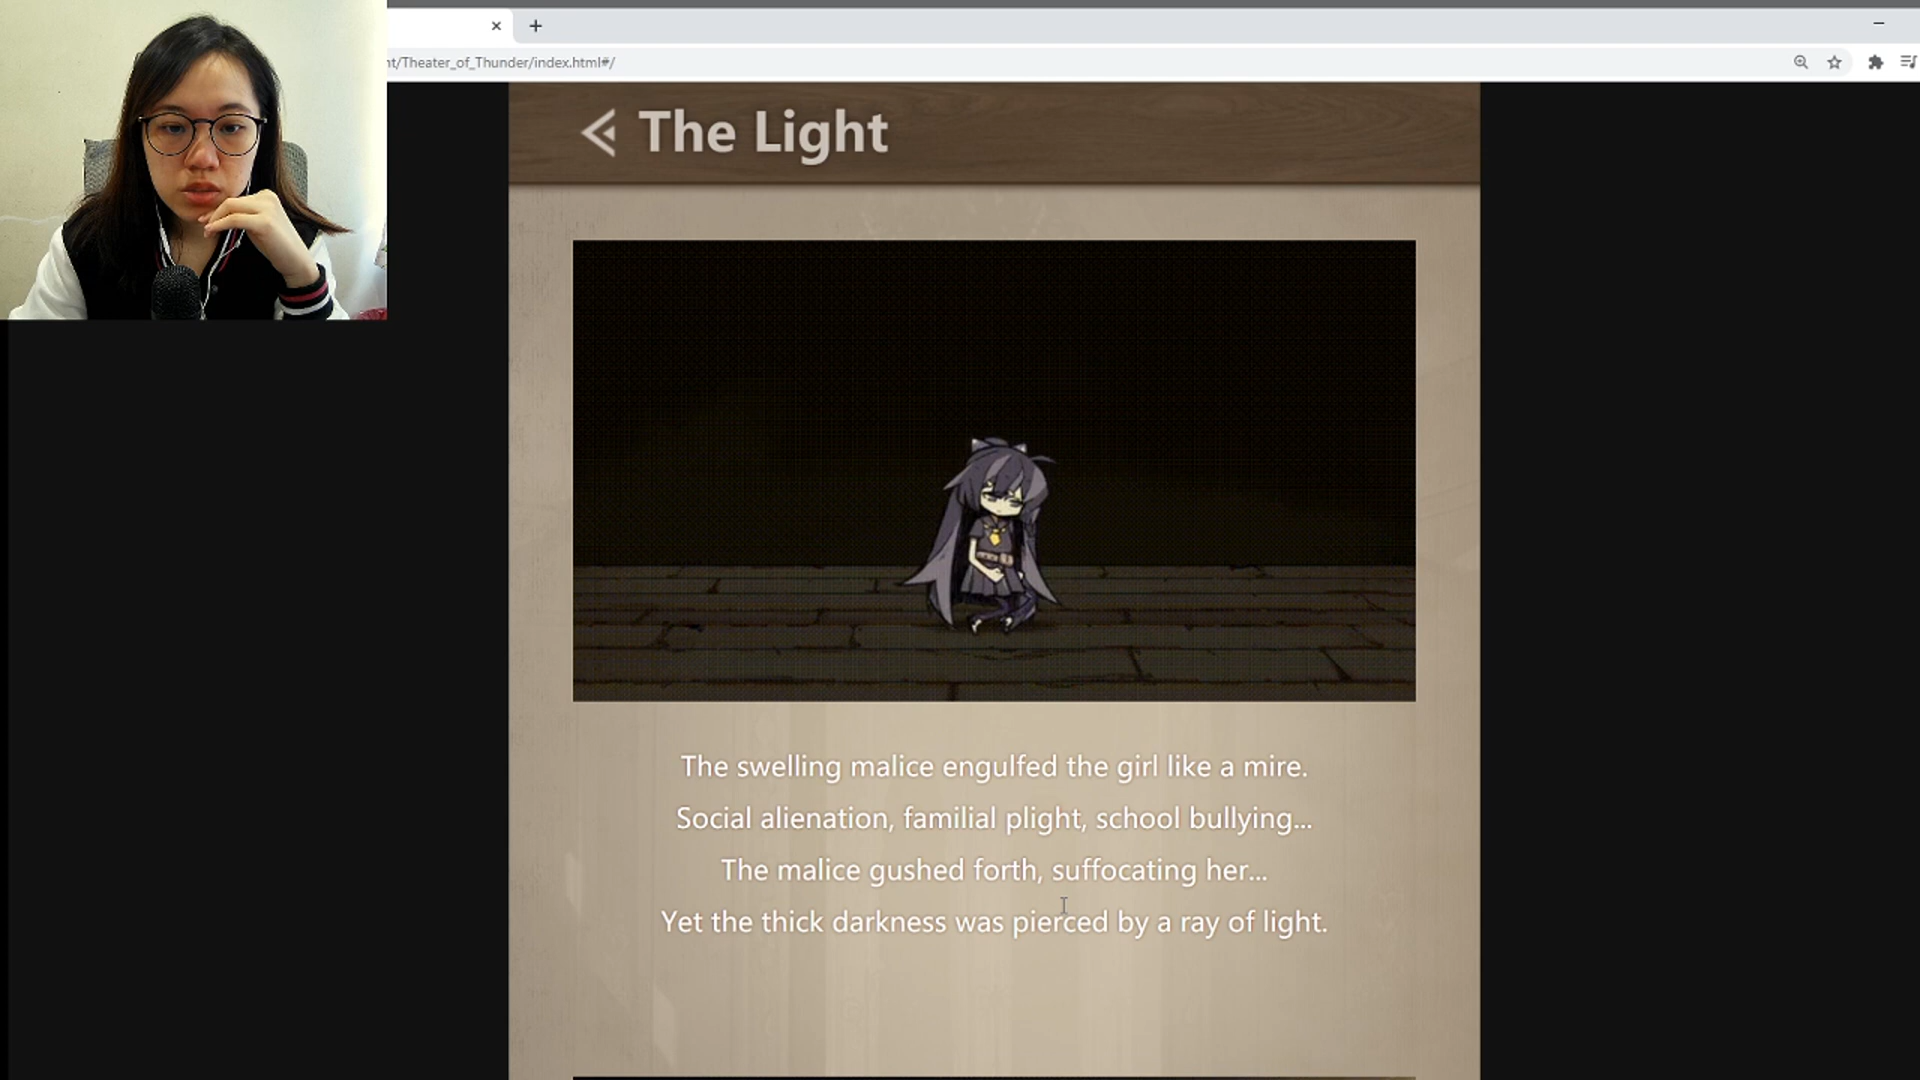 nt/Theater_of_Thunder/index.html#/
The Light
The swelling malice engulfed the girl like a mire.
Social alienation, familial plight, school bullying...
The malice gushed forth, suffocating her...
Yet the thick darkness was pierced by a ray of light.